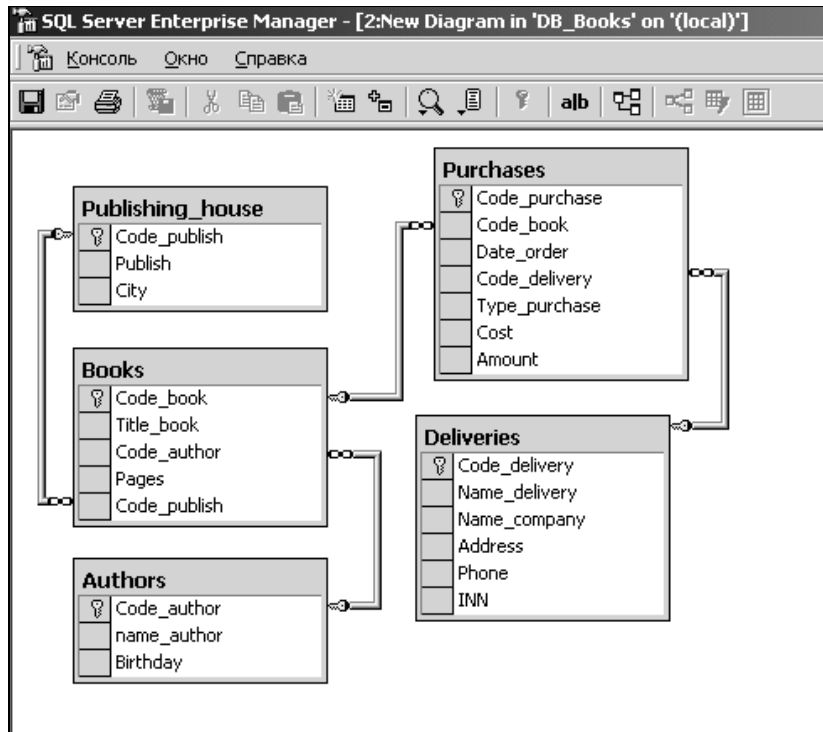 SQL Server Enterprise Manager - [2:New Diagram in 'DB_Books' on '(local)']
Консоль Окно Справка
a|b
Publishing_house
Code_publish
Publish
City
Books
Code_book
Title_book
Code_author
Pages
Code_publish
Authors
Code_author
name_author
Birthday
Purchases
Code_purchase
Code_book
Date_order
Code_delivery
Type_purchase
Cost
Amount
Deliveries
Code_delivery
Name_delivery
Name_company
Address
Phone
INN